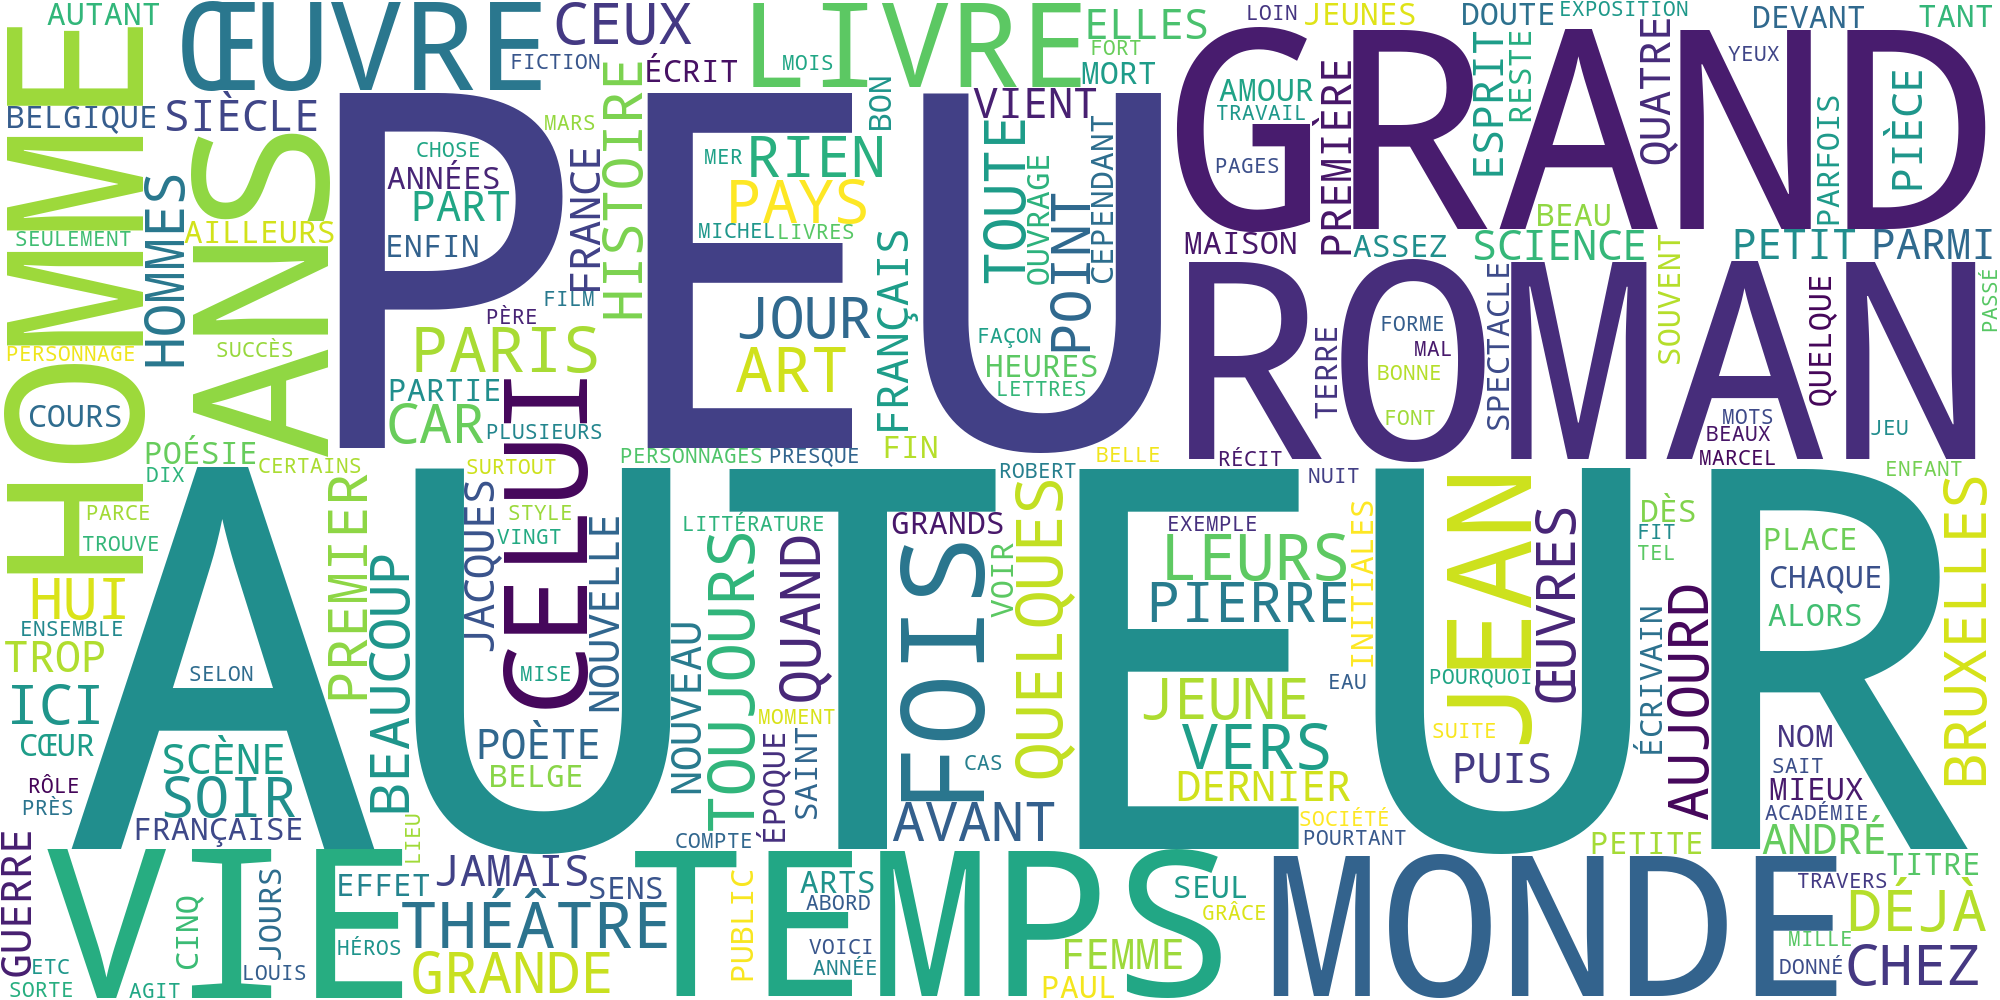 AUTANT
ŒUVRE
CEUX
LIVRE
ELLES
LOIN
JEUNES
DOUTE
EXPOSITION
DEVANT
TANT
FICTION
ÉCRIT
MOIS
FORT
MORT
GRAND
YEUX
HOMME
BELGIQUE
SIÈCLE
HISTOIRE
BON
VIENT
AMOUR
TRAVAIL
PREMIÈRE
ESPRIT
RESTE
QUATRE
PARFOIS
PIÈCE
ANS
PEU
MARS
CHOSE
ANNÉES
PART
ENFIN
FRANCE
MER
RIEN
PAYS
MICHEL
LIVRES
TOUTE
OUVRAGE
CEPENDANT
POINT
PAGES
BEAU
SEULEMENT
HOMMES
AILLEURS
MAISON
ASSEZ
SCIENCE
SOUVENT
PETIT
PARMI
FRANÇAIS
JOUR
ART
FILM
PÈRE
PARIS
PARTIE
CAR
CELUI
PLUSIEURS
FAÇON
HEURES
LETTRES
ROMAN
TERRE
FORME
MAL
BONNE
FONT
SPECTACLE
QUELQUE
PASSÉ
PERSONNAGE
SUCCÈS
COURS
MOTS
BEAUX
MARCEL
JEU
POÉSIE
DIX
CERTAINS
SURTOUT
PERSONNAGES
PRESQUE
FIN
ROBERT
BELLE
RÉCIT
NUIT
ENFANT
PARCE
TROUVE
AUTEUR
PREMIER
JACQUES
STYLE
VINGT
NOUVELLE
LITTÉRATURE
GRANDS
VOIR
QUELQUES
EXEMPLE
LEURS
PIERRE
INITIALES
JEAN
ŒUVRES
DÈS
FIT
TEL
PLACE
CHAQUE
ALORS
BRUXELLES
HUI
ENSEMBLE
TROP
ICI
SELON
BEAUCOUP
MISE
NOUVEAU
TOUJOURS
QUAND
FOIS
JEUNE
EAU
POURQUOI
ÉCRIVAIN
AUJOURD
CŒUR
SCÈNE
SOIR
RÔLE
PRÈS
POÈTE
BELGE
MOMENT
ÉPOQUE
SAINT
CAS
VERS
DERNIER
SUITE
PUIS
NOM
SAIT
MIEUX
ACADÉMIE
FRANÇAISE
LIEU
AVANT
COMPTE
SOCIÉTÉ
POURTANT
PETITE
ANDRÉ
TITRE
GUERRE
VIE
CINQ
JOURS
EFFET
JAMAIS
SENS
THÉÂTRE
TEMPS
PUBLIC
ARTS
ABORD
SEUL
GRÂCE
MONDE
TRAVERS
DÉJÀ
ETC
SORTE
AGIT
LOUIS
HÉROS
GRANDE
VOICI
ANNÉE
FEMME
PAUL
MILLE
DONNÉ
CHEZ